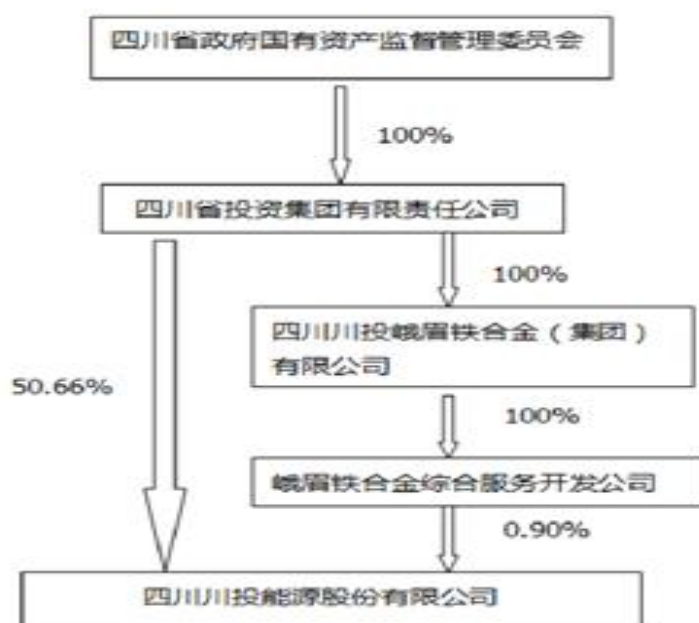 四川省政府国有资产监督管理委员会
100%
四川省投资集团有限责任公司
100%
四川川投峨眉铁合金（集团）
有限公司
50.66%
100%
峨眉铁合金综合服务开发公司
0.90%
四川川投能源股份有限公司